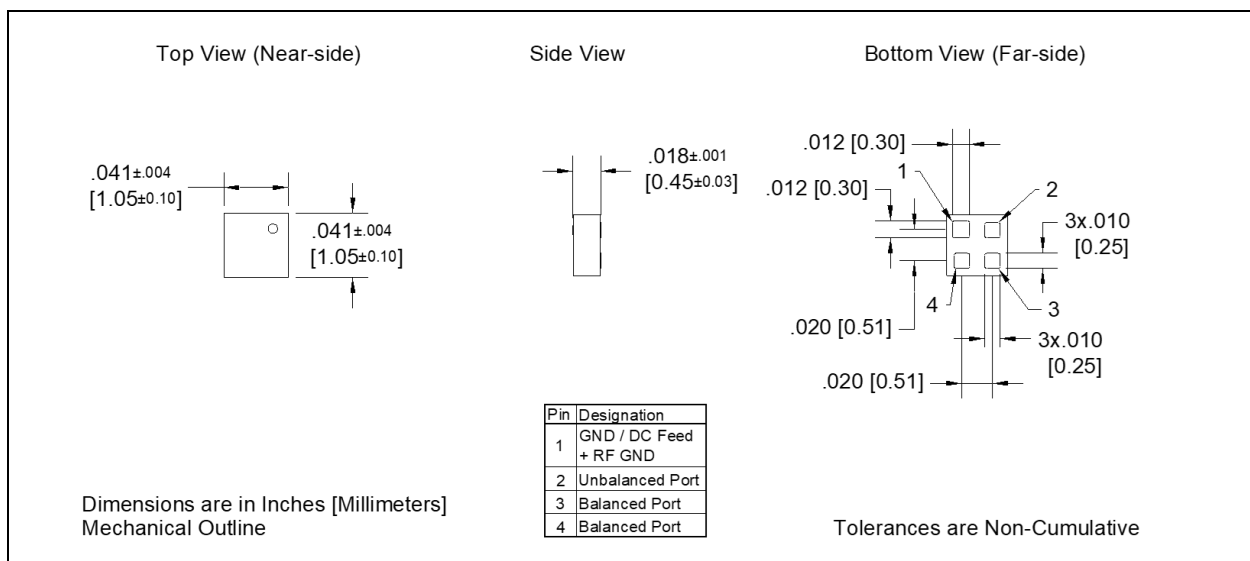 Top View (Near-side)
Side View
Bottom View (Far-side)
.041±.004
[1.05±0.10]
.041±.004
[1.05±0.10]
.018±.001
[0.45±0.03]
.012 [0.30]
1
.012 [0.30]
2
3x.010
[0.25]
4
3
.020 [0.51]
3x.010
[0.25]
.020 [0.51]
Pin Designation
1 GND / DC Feed
+ RF GND
2 Unbalanced Port
3 Balanced Port
4 Balanced Port
Dimensions are in Inches [Millimeters]
Mechanical Outline
Tolerances are Non-Cumulative